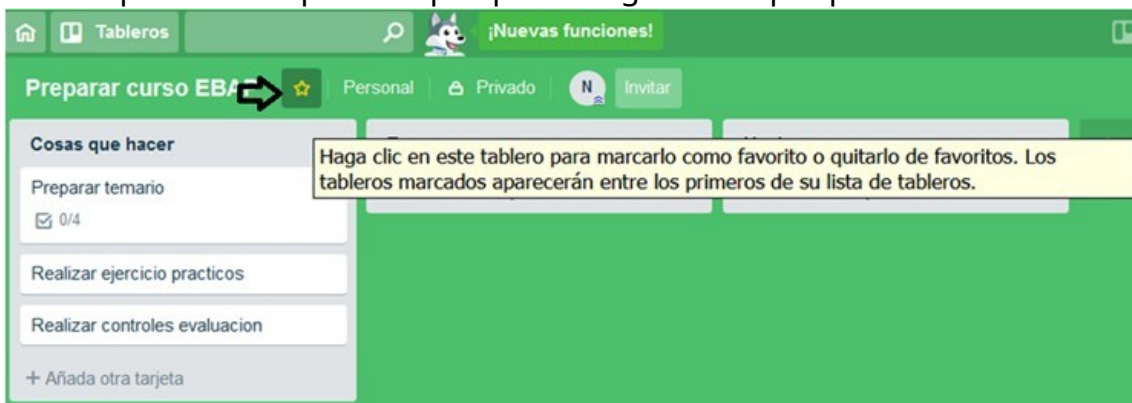 Tableros
¡Nuevas funciones!
Preparar curso
Personal
Privado
N
Invitar
Cosas que hacer
Haga clic en este tablero para marcarlo como favorito o quitarlo de favoritos. Los
tableros marcados aparecerán entre los primeros de su lista de tableros.
Preparar temario
0/4
Realizar ejercicio practicos
Realizar controles evaluacion
+ Añada otra tarjeta